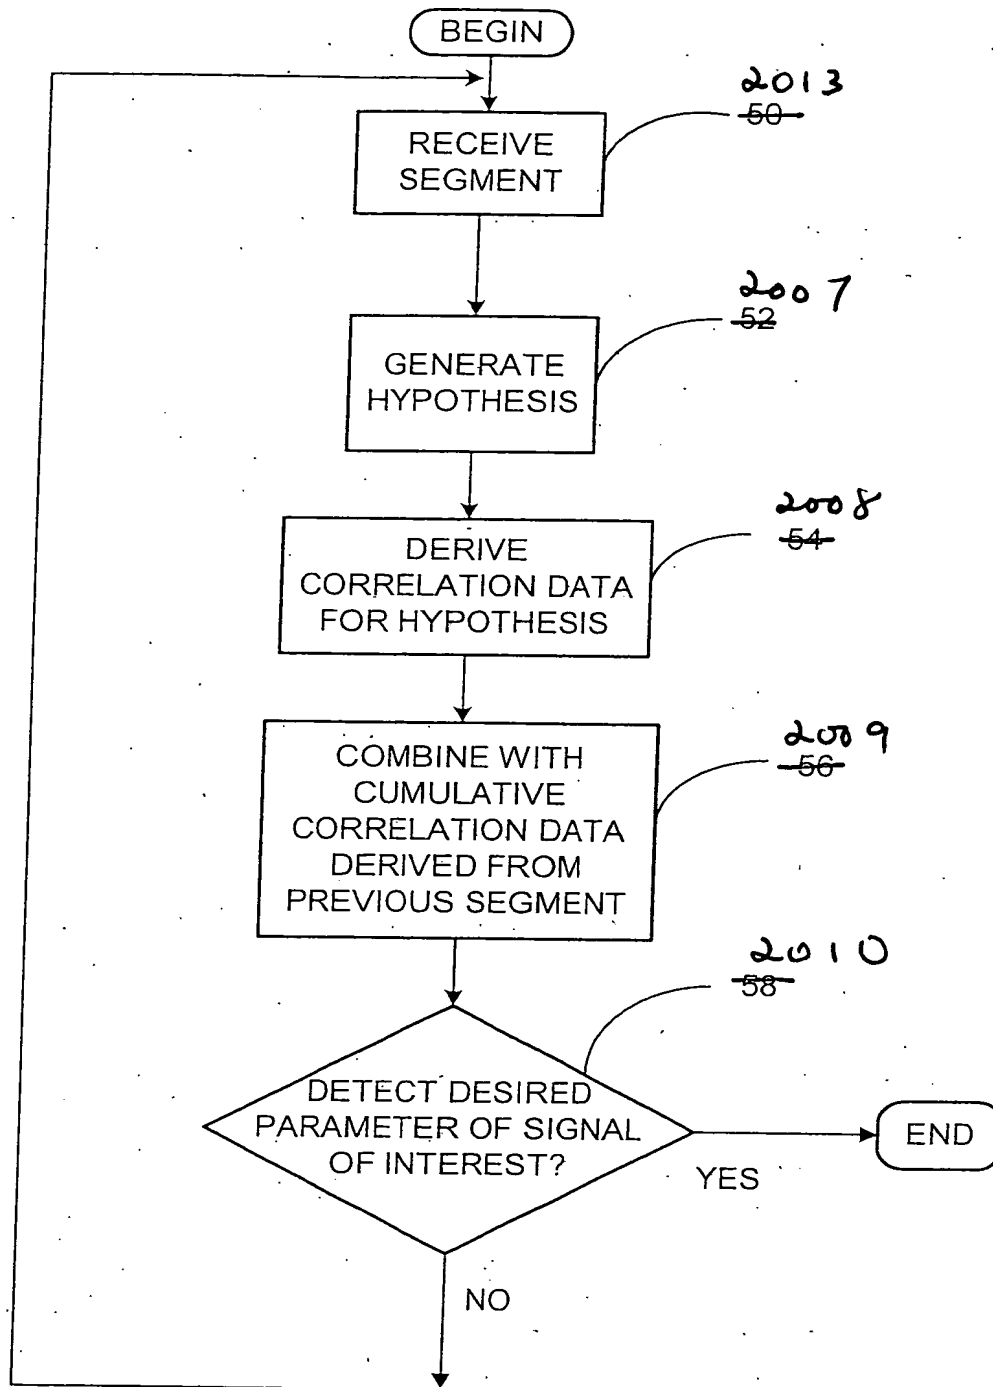 BEGIN
2013
50
RECEIVE
SEGMENT
2007
52
GENERATE
HYPOTHESIS
2008
54
DERIVE
CORRELATION DATA
FOR HYPOTHESIS
2009
56
COMBINE WITH
CUMULATIVE
CORRELATION DATA
DERIVED FROM
PREVIOUS SEGMENT
2010
58
DETECT DESIRED
PARAMETER OF SIGNAL
OF INTEREST?
END
YES
NO